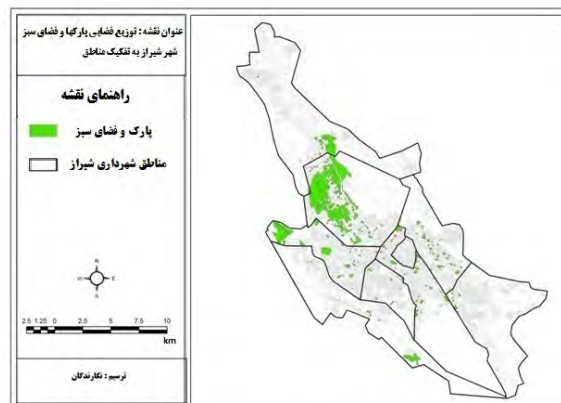 عنوان نقشه : توزیع فضایی پارکها و فضای سبز
شهر شیراز به تفکیک مناطق
راهنمای نقشه
پارک و فضای سبز
مناطق شهرداری شیراز
N
W E
S
2.5 1.25 0 2.5 5 7.5 10
km
ترسیم : نگارندگان